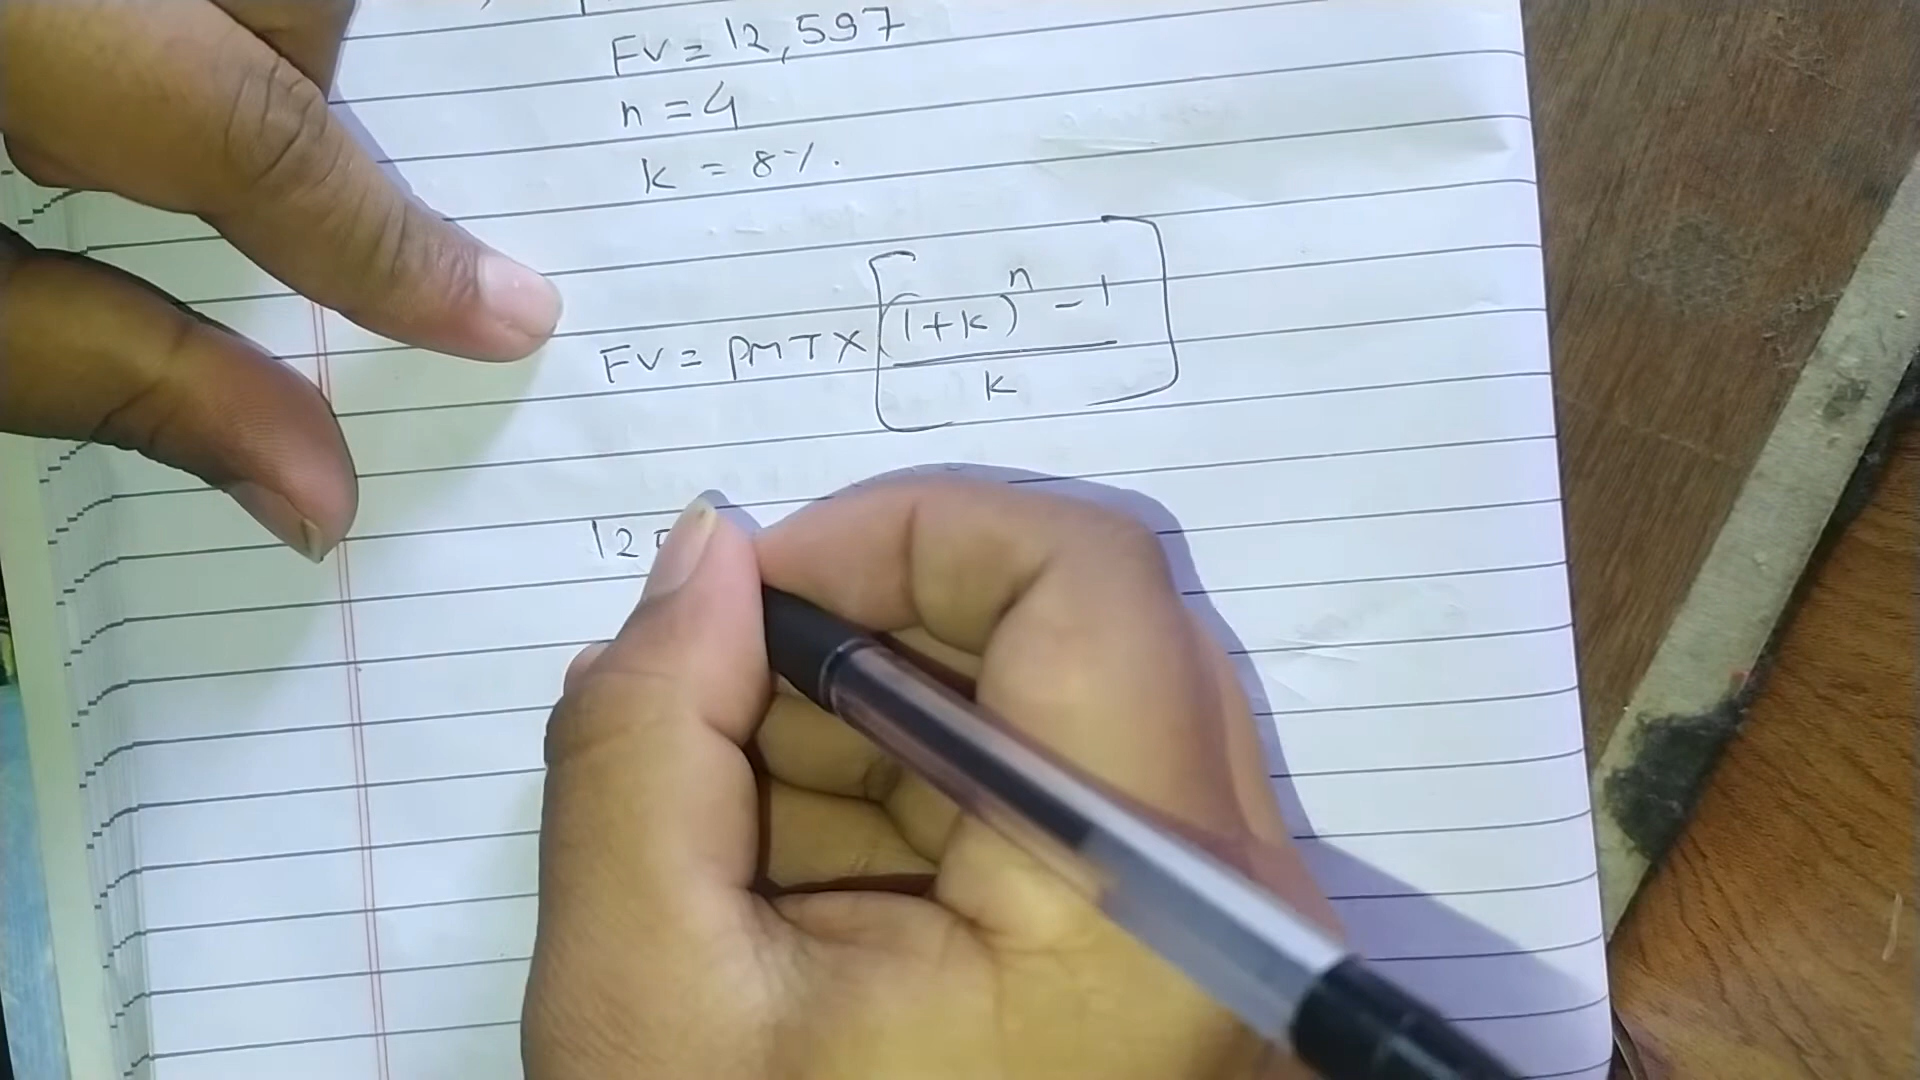 FV = 12,597
n = 4
k = 8%.
FV = PMT X [(1+k)^n - 1 / k]
12